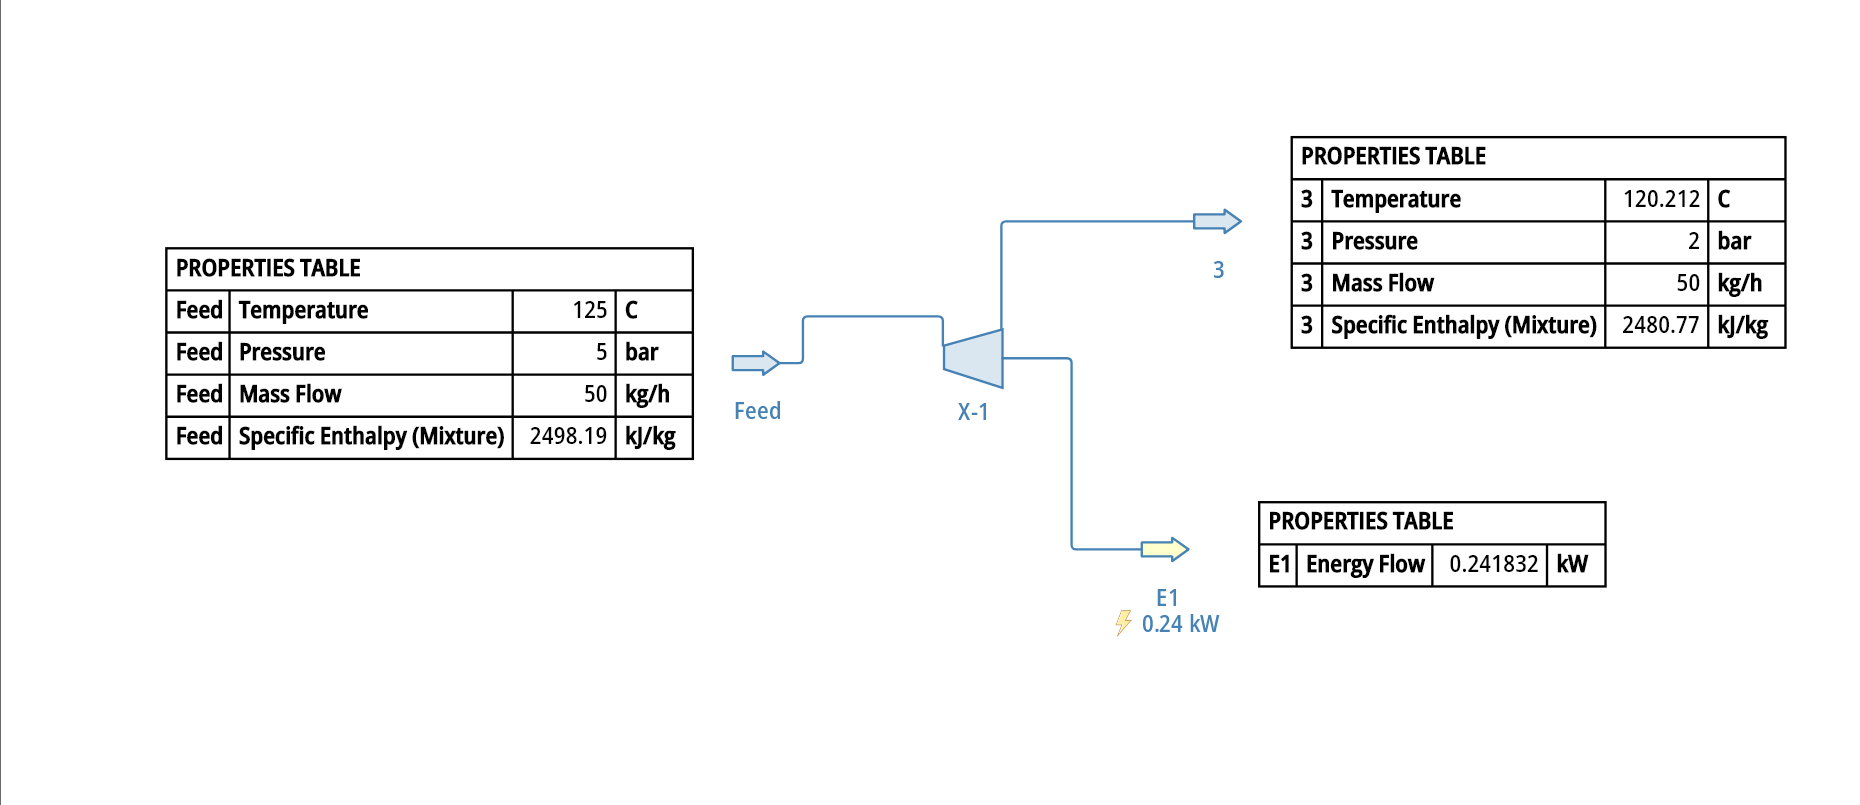 PROPERTIES TABLE
Feed Temperature 125 C
Feed Pressure 5 bar
Feed Mass Flow 50 kg/h
Feed Specific Enthalpy (Mixture) 2498.19 kJ/kg
Feed
X-1
3
PROPERTIES TABLE
3 Temperature 120.212 C
3 Pressure 2 bar
3 Mass Flow 50 kg/h
3 Specific Enthalpy (Mixture) 2480.77 kJ/kg
E1
0.24 kW
PROPERTIES TABLE
E1 Energy Flow 0.241832 kW